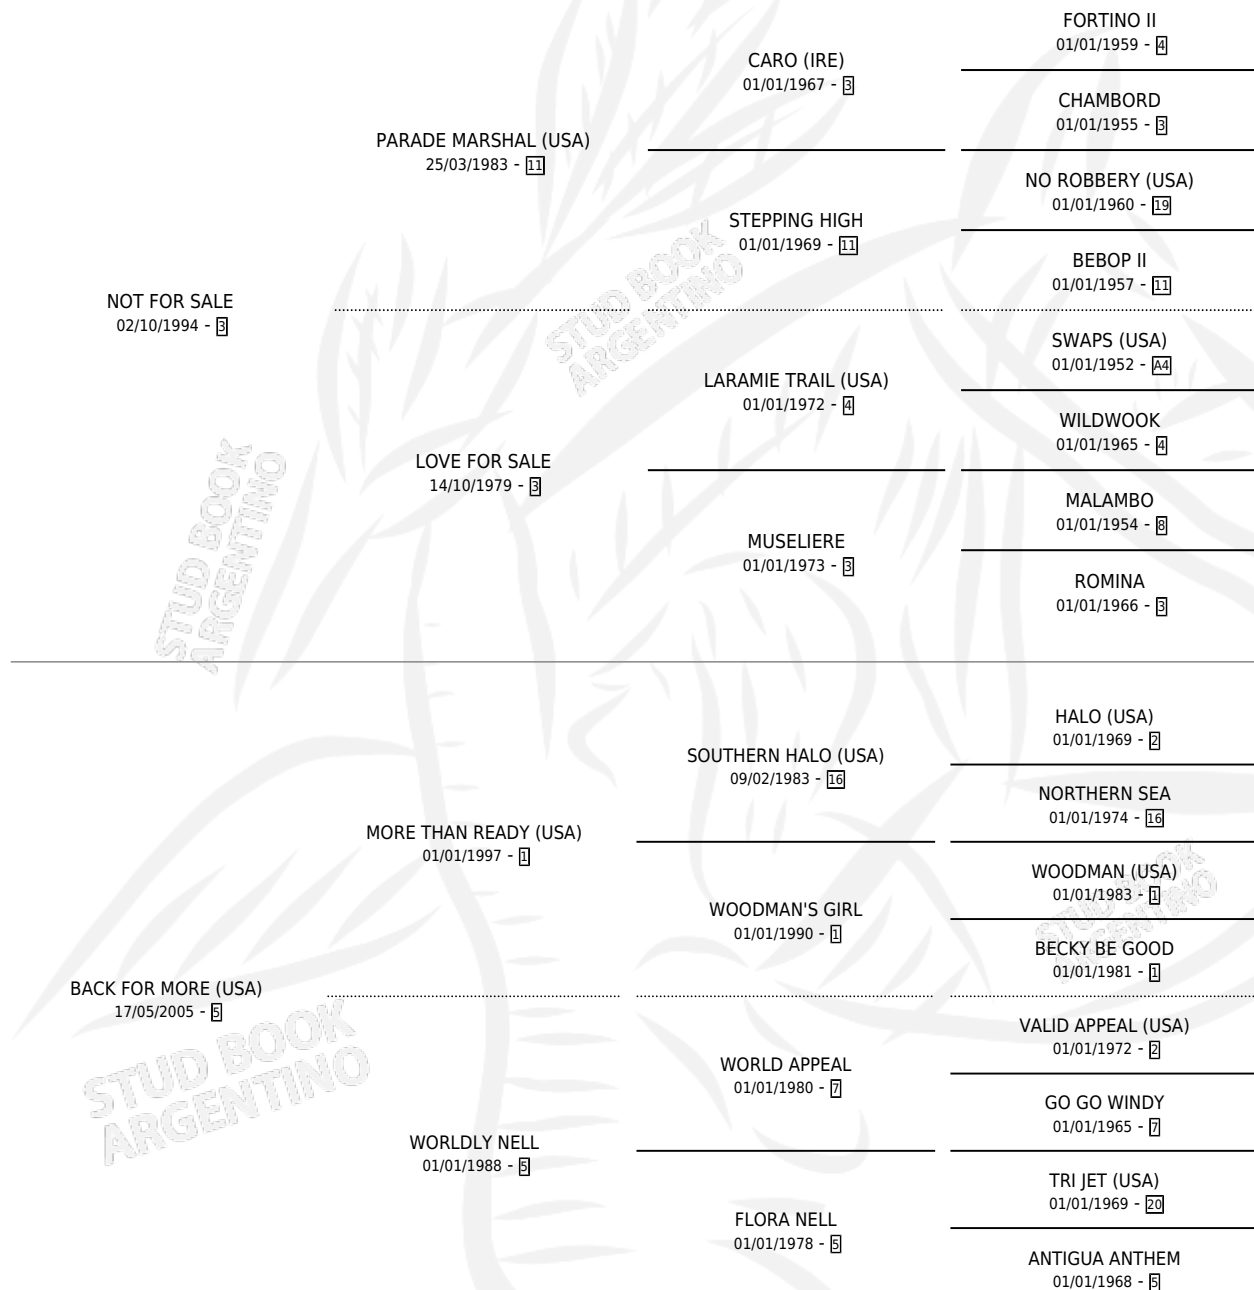 FORTINO II
01/01/1959 - 4
CARO (IRE)
01/01/1967 - 3
CHAMBORD
01/01/1955 - 3
PARADE MARSHAL (USA)
25/03/1983 - 11
NO ROBBERY (USA)
01/01/1960 - 19
STEPPING HIGH
01/01/1969 - 11
BEBOP II
01/01/1957 - 11
NOT FOR SALE
02/10/1994 - 3
STUD BOOK
ARGENTINO
SWAPS (USA)
01/01/1952 - A4
LARAMIE TRAIL (USA)
01/01/1972 - 4
WILDWOOK
01/01/1965 - 4
LOVE FOR SALE
14/10/1979 - 3
MALAMBO
01/01/1954 - 8
MUSELIERE
01/01/1973 - 3
ROMINA
01/01/1966 - 3
STUD BOOK
ARGENTINO
HALO (USA)
01/01/1969 - 2
SOUTHERN HALO (USA)
09/02/1983 - 16
NORTHERN SEA
01/01/1974 - 16
MORE THAN READY (USA)
01/01/1997 - 1
WOODMAN (USA)
01/01/1983 - 1
WOODMAN'S GIRL
01/01/1990 - 1
STUD BOOK
ARGENTINO
BECKY BE GOOD
01/01/1981 - 1
BACK FOR MORE (USA)
17/05/2005 - 5
VALID APPEAL (USA)
01/01/1972 - 2
WORLD APPEAL
01/01/1980 - 7
GO GO WINDY
01/01/1965 - 7
STUD BOOK
ARGENTINO
WORLDLY NELL
01/01/1988 - 5
TRI JET (USA)
01/01/1969 - 20
FLORA NELL
01/01/1978 - 5
ANTIGUA ANTHEM
01/01/1968 - 5